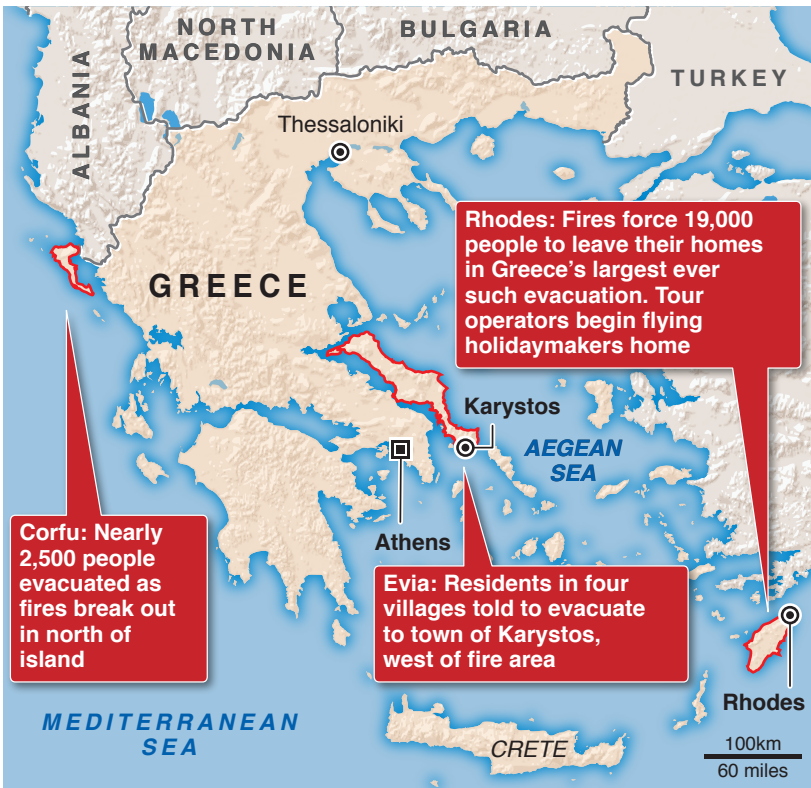 NORTH
MACEDONIA
BULGARIA
TURKEY
ALBANIA
Thessaloniki
GREECE
Rhodes: Fires force 19,000
people to leave their homes
in Greece’s largest ever
such evacuation. Tour
operators begin flying
holidaymakers home
Karystos
AEGEAN
SEA
Athens
Corfu: Nearly
2,500 people
evacuated as
fires break out
in north of
island
Evia: Residents in four
villages told to evacuate
to town of Karystos,
west of fire area
Rhodes
MEDITERRANEAN
SEA
CRETE
100km
60 miles